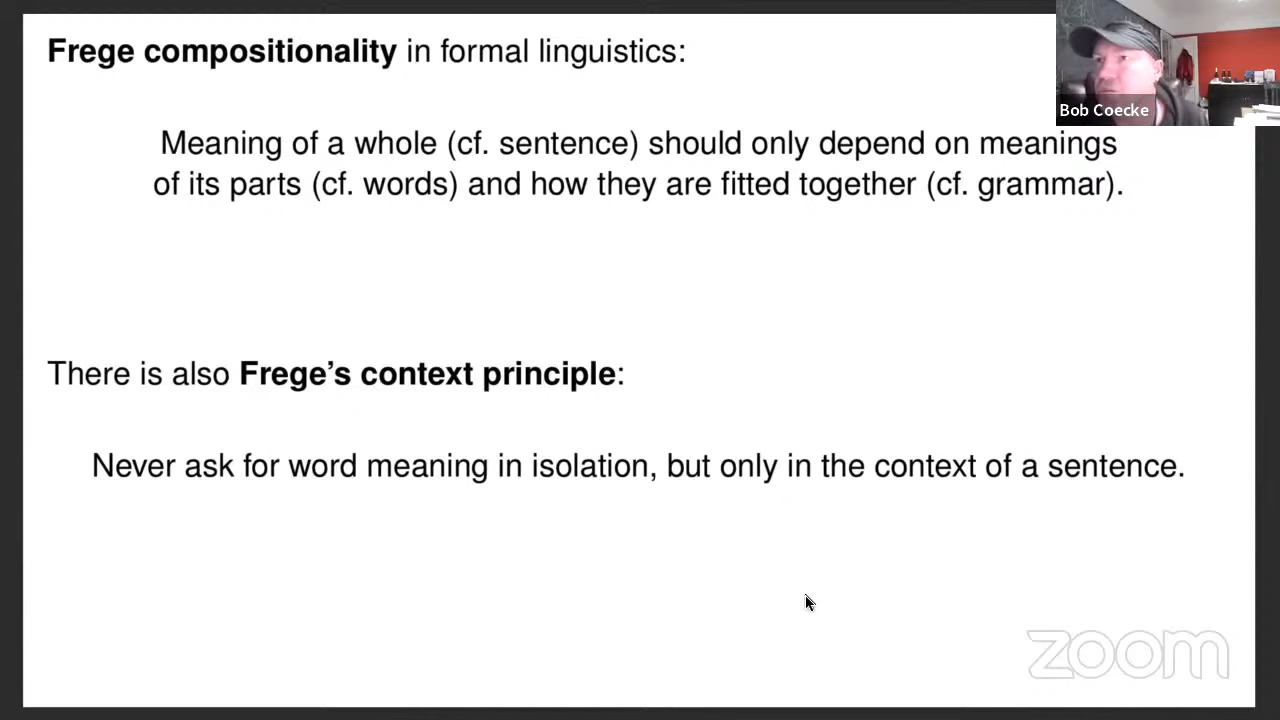 Frege compositionality in formal linguistics:
Bob Coecke
Meaning of a whole (cf. sentence) should only depend on meanings
of its parts (cf. words) and how they are fitted together (cf. grammar).
There is also Frege’s context principle:
Never ask for word meaning in isolation, but only in the context of a sentence.
zoom